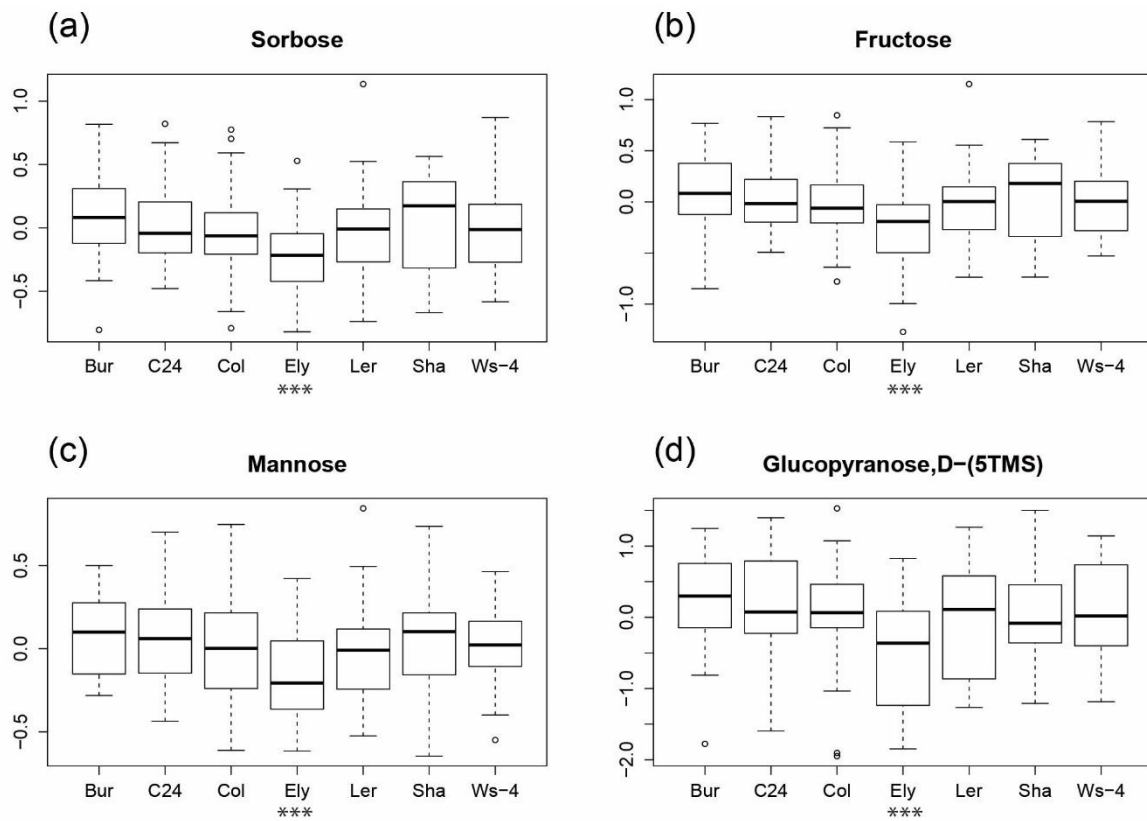 (a)
Sorbose
1.0
0.5
0.0
−0.5
Bur C24 Col Ely Ler Sha Ws−4
***
(b)
Fructose
1.0
0.5
0.0
−1.0
Bur C24 Col Ely Ler Sha Ws−4
***
(c)
Mannose
0.5
0.0
−0.5
Bur C24 Col Ely Ler Sha Ws−4
***
(d)
Glucopyranose,D−(5TMS)
1.0
0.0
−1.0
−2.0
Bur C24 Col Ely Ler Sha Ws−4
***